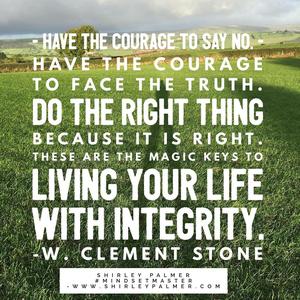 - HAVE THE COURAGE TO SAY NO. -
HAVE THE COURAGE
TO FACE THE TRUTH.
DO THE RIGHT THING
BECAUSE IT IS RIGHT.
THESE ARE THE MAGIC KEYS TO
LIVING YOUR LIFE
WITH INTEGRITY.
-W. CLEMENT STONE
SHIRLEY PALMER
#MINDSETMASTER
-WWW.SHIRLEYPALMER.COM-